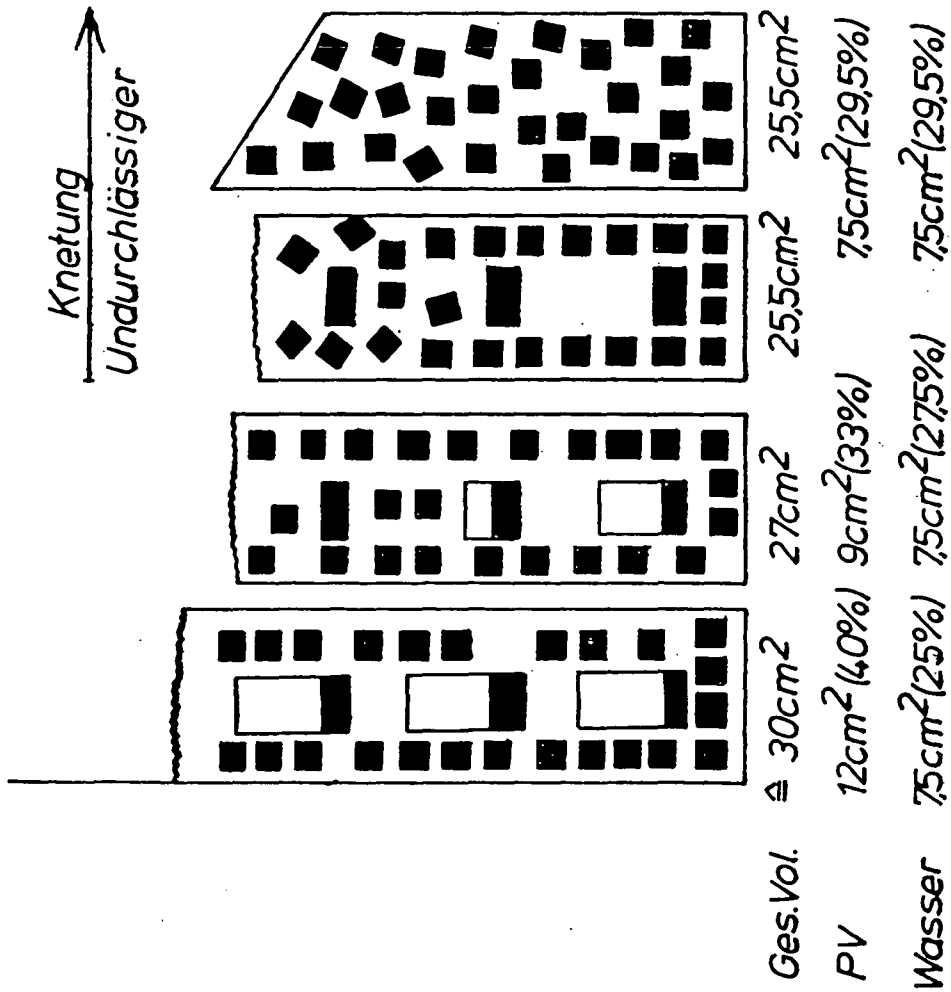 Knetung
Undurchlässiger
Ges.Vol. ≙ 30cm² 27cm² 25,5cm² 25,5cm²
PV 12cm²(40%) 9cm²(33%) 7,5cm²(29,5%)
Wasser 7,5cm²(25%) 7,5cm²(27,5%) 7,5cm²(29,5%)